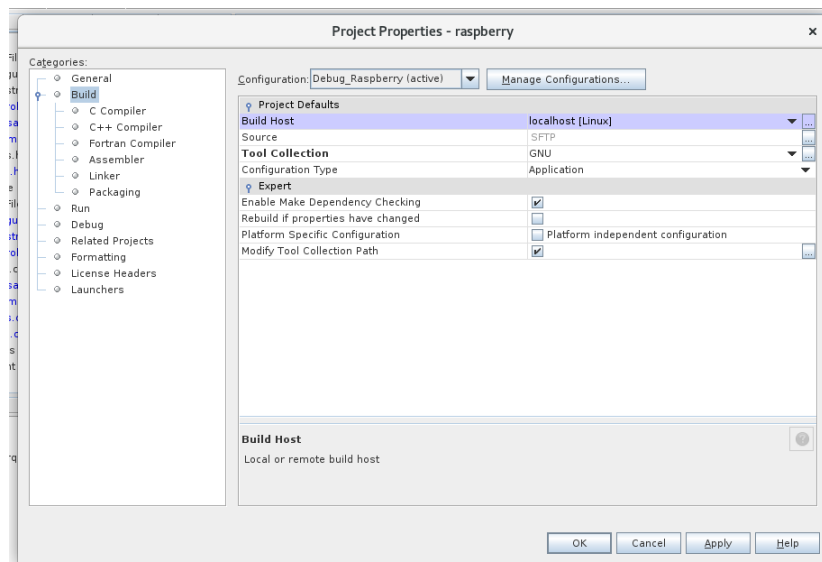 Project Properties - raspberry
Categories:
General
Build
C Compiler
C++ Compiler
Fortran Compiler
Assembler
Linker
Packaging
Run
Debug
Related Projects
Formatting
License Headers
Launchers
Configuration: Debug_Raspberry (active) Manage Configurations...
Project Defaults
Build Host localhost [Linux] ...
Source SFTP ...
Tool Collection GNU ...
Configuration Type Application
Expert
Enable Make Dependency Checking
Rebuild if properties have changed
Platform Specific Configuration Platform independent configuration
Modify Tool Collection Path ...
Build Host
Local or remote build host
OK Cancel Apply Help